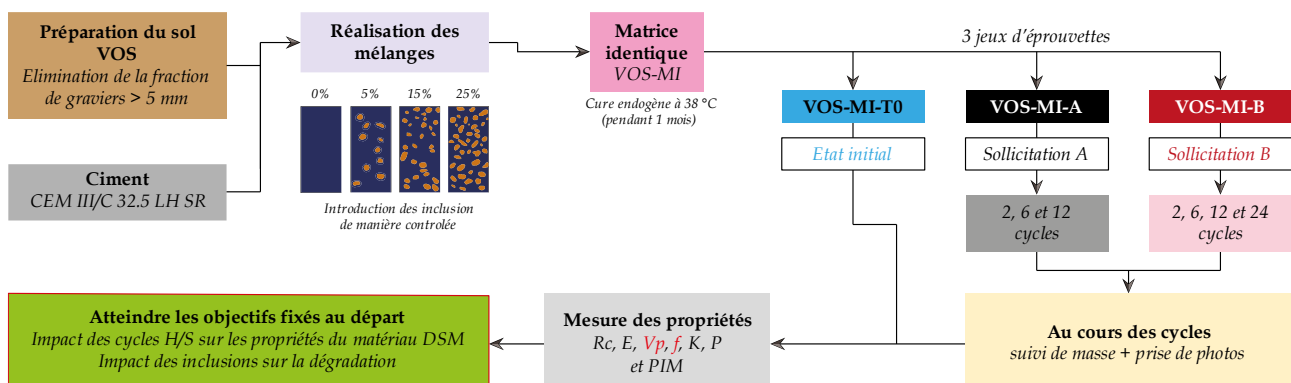 Préparation du sol
VOS
Elimination de la fraction
de graviers > 5 mm
Ciment
CEM III/C 32.5 LH SR
Réalisation des
mélanges
0% 5% 15% 25%
Introduction des inclusion
de manière controlée
Matrice
identique
VOS-MI
Cure endogène à 38 °C
(pendant 1 mois)
3 jeux d'éprouvettes
VOS-MI-T0
Etat initial
VOS-MI-A
Sollicitation A
2, 6 et 12
cycles
VOS-MI-B
Sollicitation B
2, 6, 12 et 24
cycles
Au cours des cycles
suivi de masse + prise de photos
Mesure des propriétés
Rc, E, Vp, f, K, P
et PIM
Atteindre les objectifs fixés au départ
Impact des cycles H/S sur les propriétés du matériau DSM
Impact des inclusions sur la dégradation